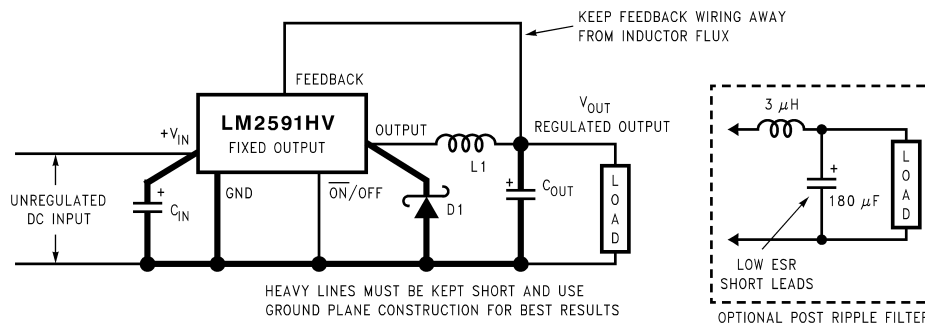 KEEP FEEDBACK WIRING AWAY
FROM INDUCTOR FLUX
FEEDBACK
+VIN
LM2591HV
FIXED OUTPUT
OUTPUT
VOUT
REGULATED OUTPUT
L1
UNREGULATED
DC INPUT
+
CIN
GND
ON/OFF
D1
+
COUT
LOAD
HEAVY LINES MUST BE KEPT SHORT AND USE
GROUND PLANE CONSTRUCTION FOR BEST RESULTS
3 μH
+
180 μF
LOAD
LOW ESR
SHORT LEADS
OPTIONAL POST RIPPLE FILTER